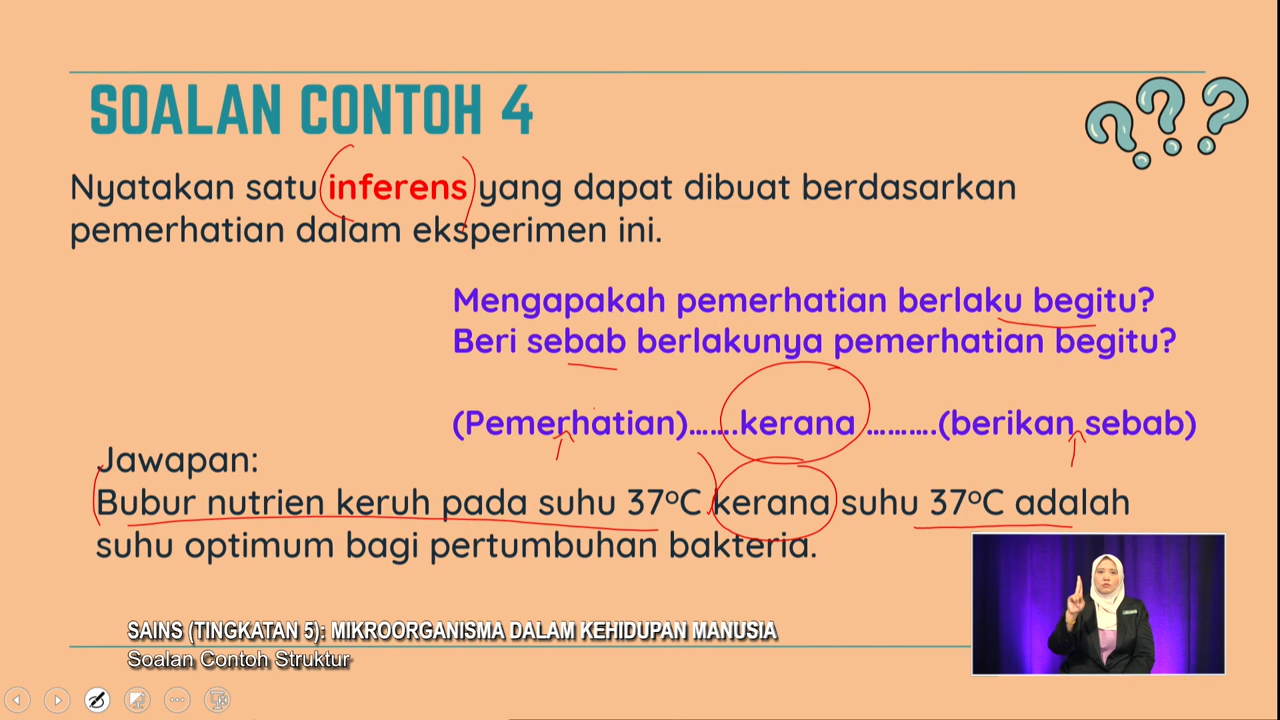 SOALAN CONTOH 4
Nyatakan satu inferens yang dapat dibuat berdasarkan
pemerhatian dalam eksperimen ini.
Mengapakah pemerhatian berlaku begitu?
Beri sebab berlakunya pemerhatian begitu?
(Pemerhatian).......kerana ..........(berikan sebab)
Jawapan:
Bubur nutrien keruh pada suhu 37°C kerana suhu 37°C adalah
suhu optimum bagi pertumbuhan bakteria.
SAINS (TINGKATAN 5): MIKROORGANISMA DALAM KEHIDUPAN MANUSIA
Soalan Contoh Struktur